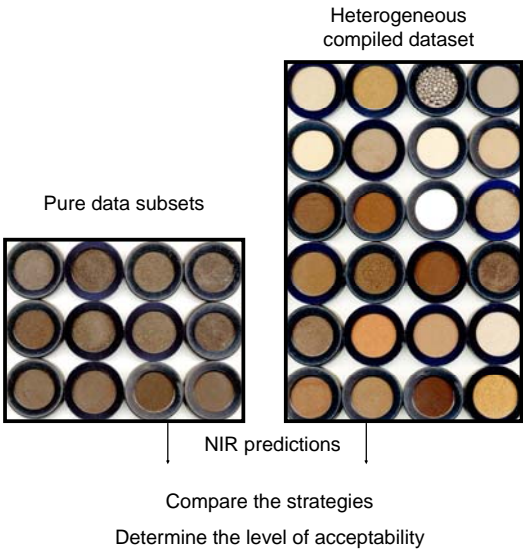 Heterogeneous
compiled dataset
Pure data subsets
NIR predictions
Compare the strategies
Determine the level of acceptability